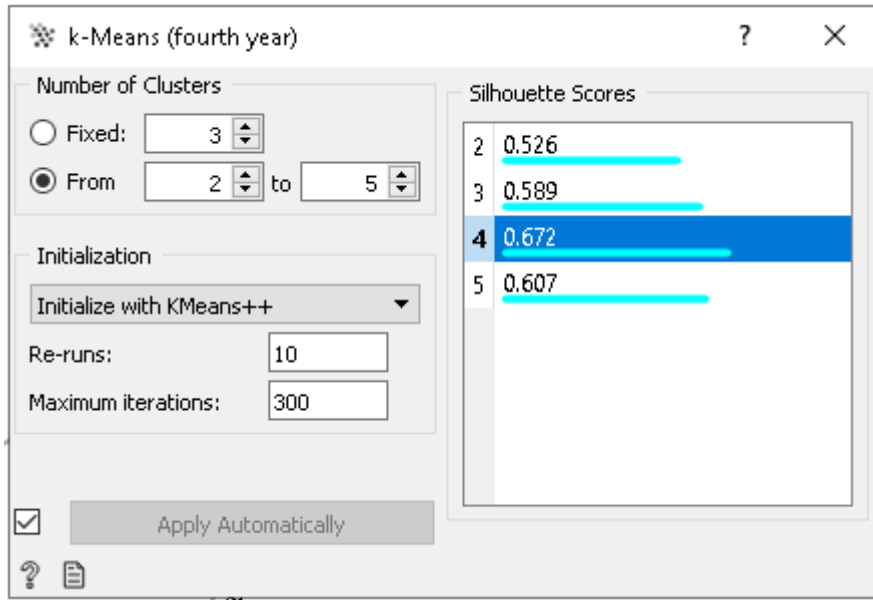 k-Means (fourth year) ?
Number of Clusters
Fixed: 3
From 2 to 5
Initialization
Initialize with KMeans++
Re-runs: 10
Maximum iterations: 300
Apply Automatically
?
Silhouette Scores
2 0.526
3 0.589
4 0.672
5 0.607